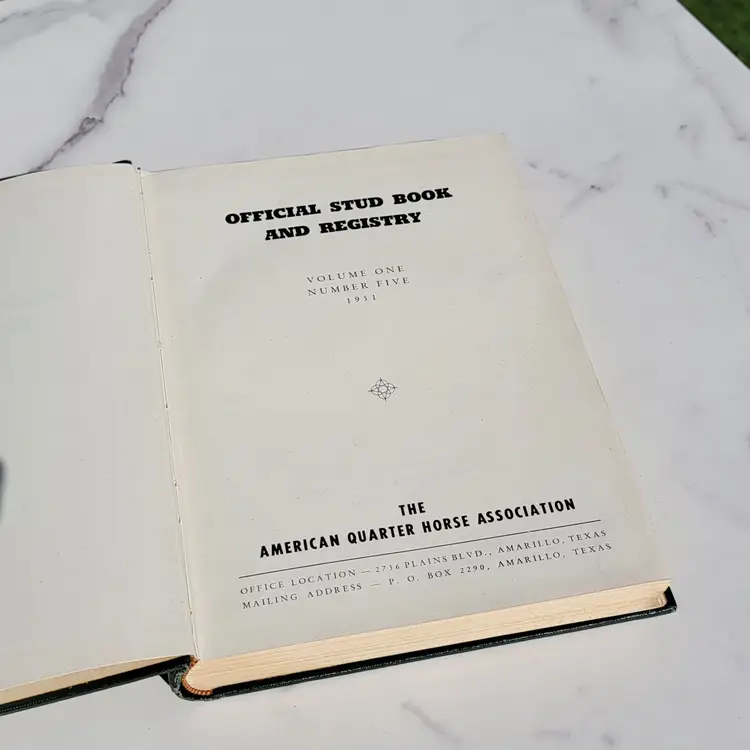 OFFICIAL STUD BOOK
AND REGISTRY
VOLUME ONE
NUMBER FIVE
1951
THE
AMERICAN QUARTER HORSE ASSOCIATION
OFFICE LOCATION — 2736 PLAINS BLVD., AMARILLO, TEXAS
MAILING ADDRESS — P. O. BOX 2290, AMARILLO, TEXAS